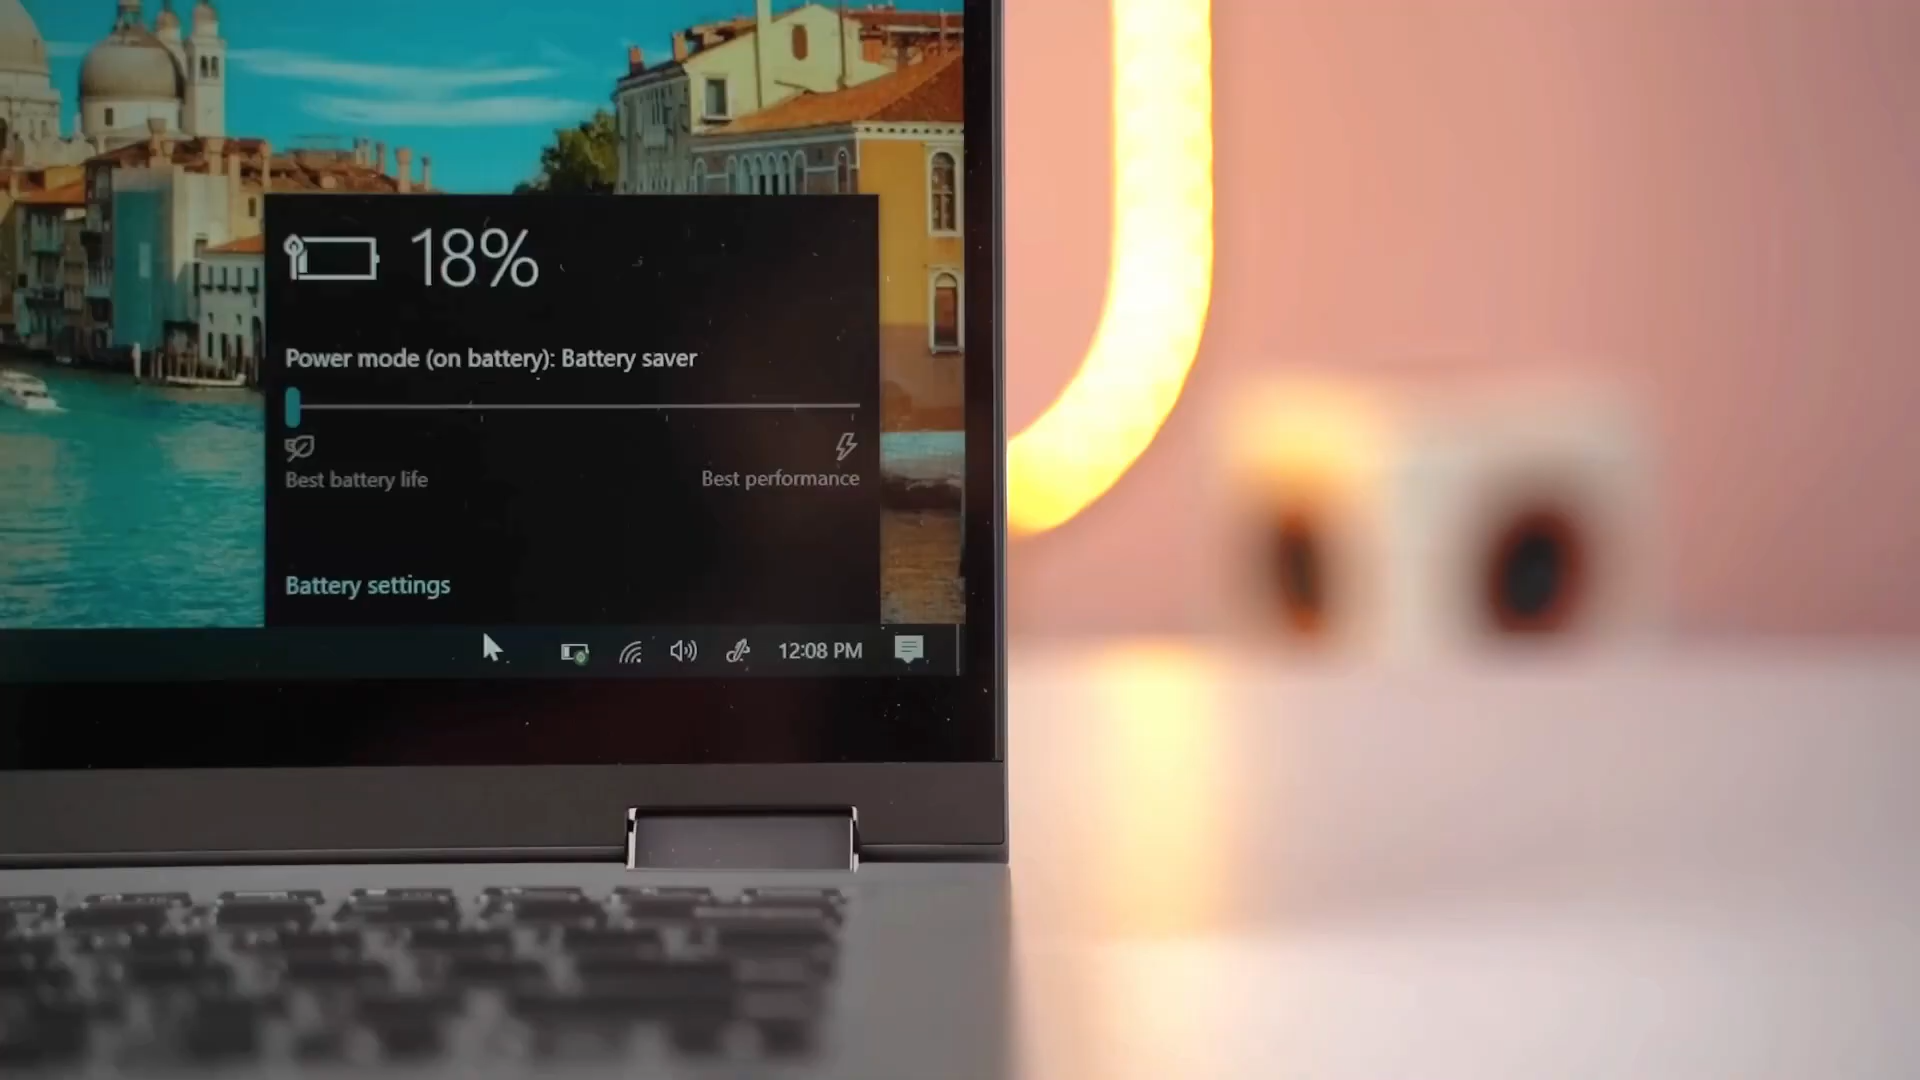 18%
Power mode (on battery): Battery saver
Best battery life
Best performance
Battery settings
12:08 PM